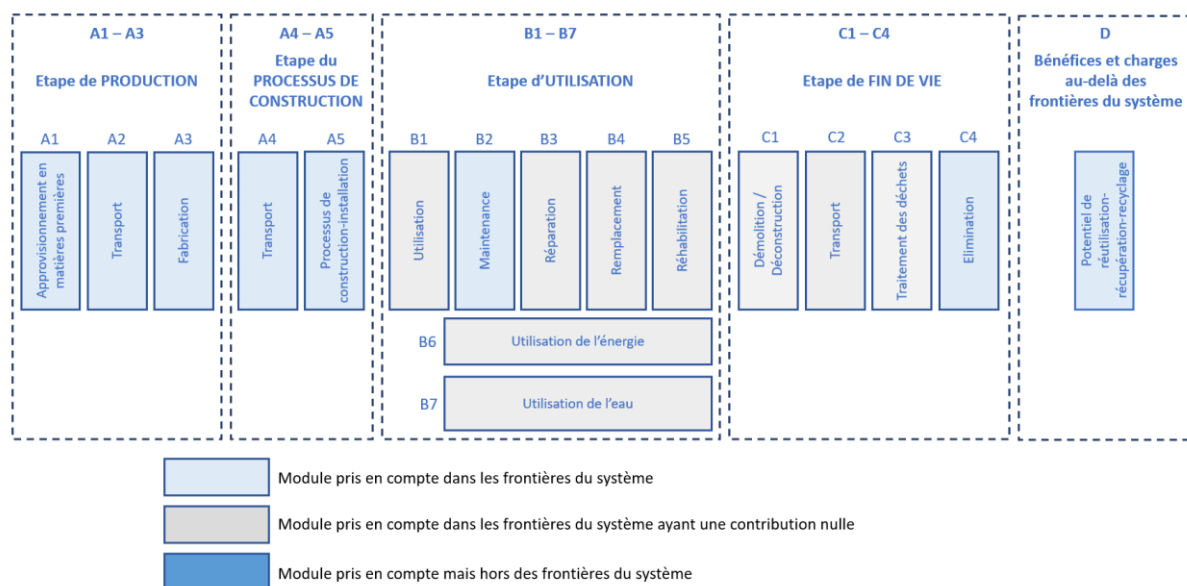 A1 – A3
Etape de PRODUCTION
A4 – A5
Etape du
PROCESSUS DE
CONSTRUCTION
B1 – B7
Etape d’UTILISATION
C1 – C4
Etape de FIN DE VIE
D
Bénéfices et charges
au-delà des
frontières du système
A1
A2
A3
A4
A5
B1
B2
B3
B4
B5
C1
C2
C3
C4
Approvisionnement en
matières premières
Transport
Fabrication
Transport
Processus de
construction-installation
Utilisation
Maintenance
Réparation
Remplacement
Réhabilitation
Démolition /
Déconstruction
Transport
Traitement des déchets
Elimination
Potentiel de
réutilisation-
récupération-recyclage
B6
Utilisation de l’énergie
B7
Utilisation de l’eau
Module pris en compte dans les frontières du système
Module pris en compte dans les frontières du système ayant une contribution nulle
Module pris en compte mais hors des frontières du système